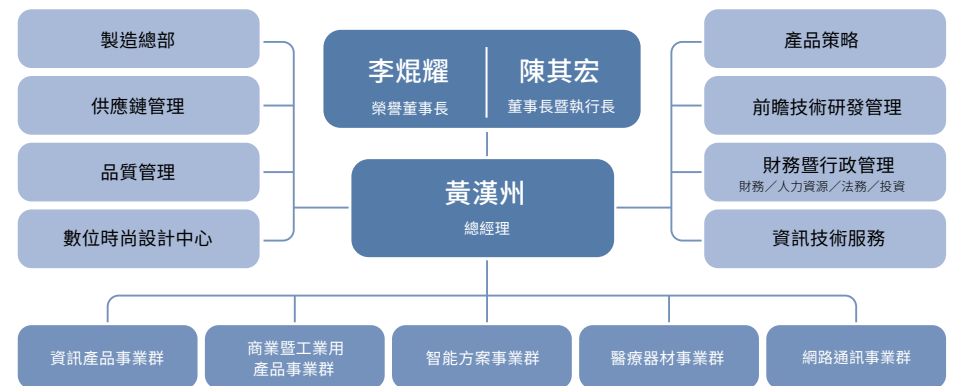 製造總部
供應鏈管理
品質管理
數位時尚設計中心
李焜耀
榮譽董事長
陳其宏
董事長暨執行長
黃漢州
總經理
產品策略
前瞻技術研發管理
財務暨行政管理
財務／人力資源／法務／投資
資訊技術服務
資訊產品事業群
商業暨工業用
產品事業群
智能方案事業群
醫療器材事業群
網路通訊事業群